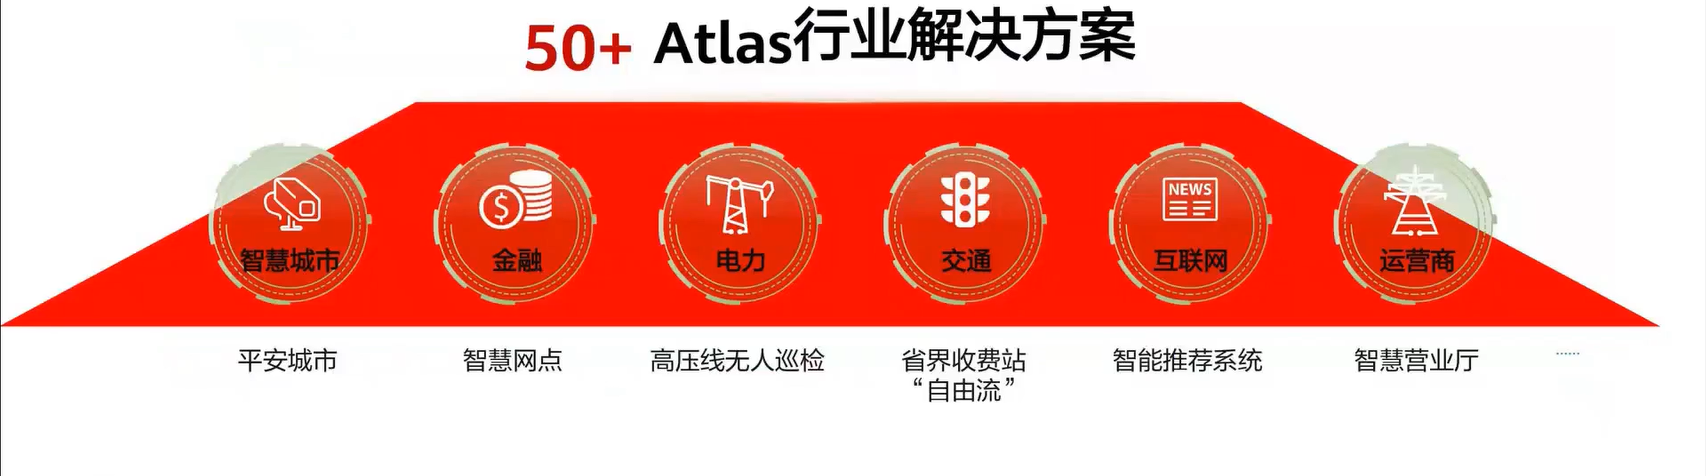 50+ Atlas行业解决方案
NEWS
智慧城市 金融 电力 交通 互联网 运营商
平安城市 智慧网点 高压线无人巡检 省界收费站 智能推荐系统 智慧营业厅 ......
“自由流”